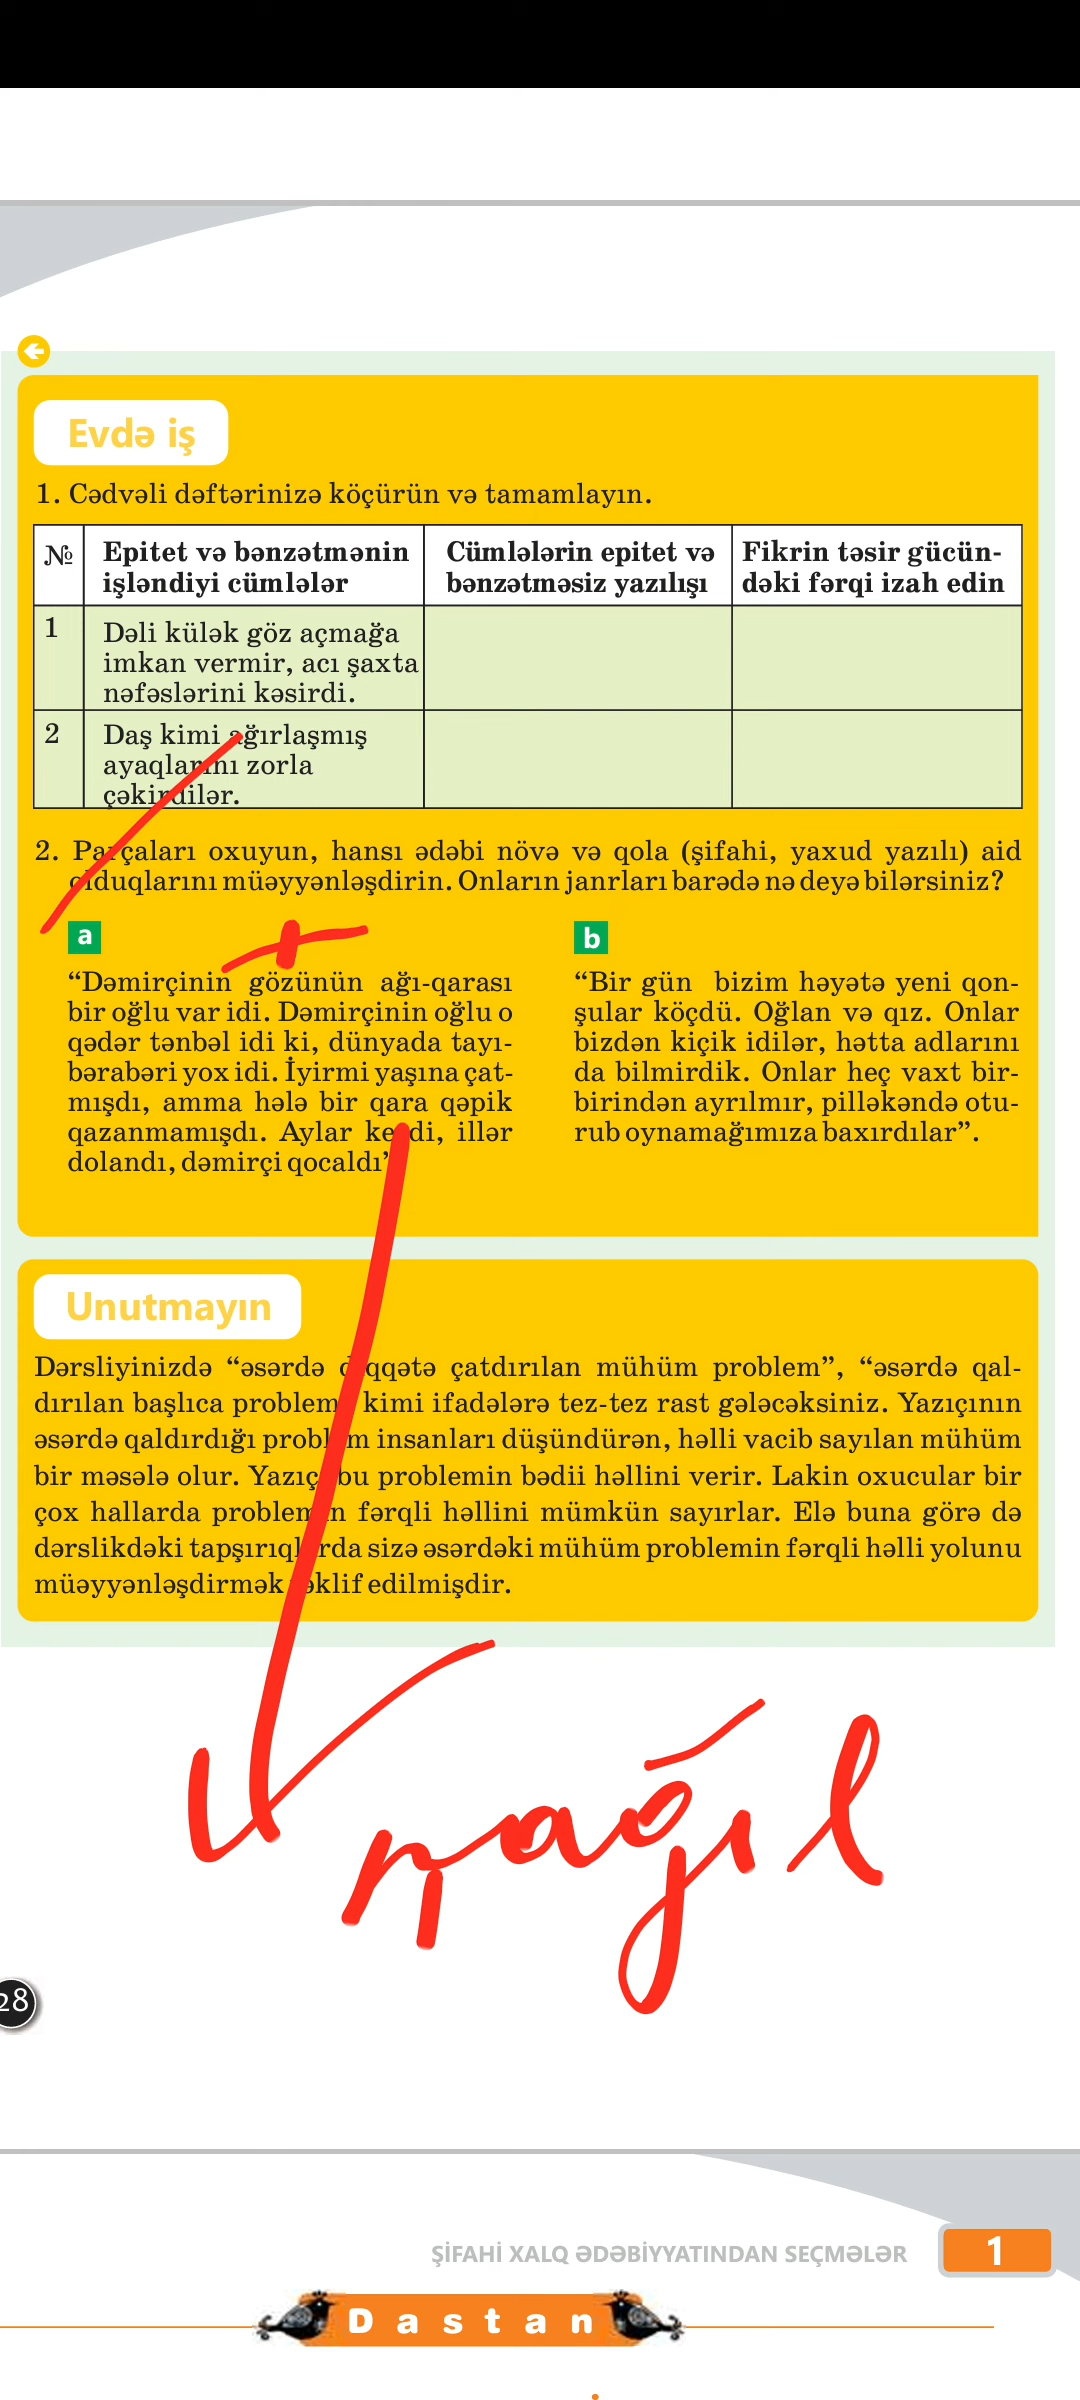 Evdə iş
1. Cədvəli dəftərinizə köçürün və tamamlayın.
№
Epitet və bənzətmənin
işləndiyi cümlələr
Cümlələrin epitet və
bənzətməsiz yazılışı
Fikrin təsir gücün-
dəki fərqi izah edin
1
Dəli külək göz açmağa
imkan vermir, acı şaxta
nəfəslərini kəsirdi.
2
Daş kimi ağırlaşmış
ayaqlarını zorla
çəkirdilər.
2. Parçaları oxuyun, hansı ədəbi növə və qola (şifahi, yaxud yazılı) aid
olduqlarını müəyyənləşdirin. Onların janrları barədə nə deyə bilərsiniz?
a
“Dəmirçinin gözünün ağı-qarası
bir oğlu var idi. Dəmirçinin oğlu o
qədər tənbəl idi ki, dünyada tayı-
bərabəri yox idi. İyirmi yaşına çat-
mışdı, amma hələ bir qara qəpik
qazanmamışdı. Aylar keçdi, illər
dolandı, dəmirçi qocaldı”
b
“Bir gün bizim həyətə yeni qon-
şular köçdü. Oğlan və qız. Onlar
bizdən kiçik idilər, hətta adlarını
da bilmirdik. Onlar heç vaxt bir-
birindən ayrılmır, pilləkəndə otu-
rub oynamağımıza baxırdılar”.
Unutmayın
Dərsliyinizdə “əsərdə diqqətə çatdırılan mühüm problem”, “əsərdə qal-
dırılan başlıca problem” kimi ifadələrə tez-tez rast gələcəksiniz. Yazıçının
əsərdə qaldırdığı problem insanları düşündürən, həlli vacib sayılan mühüm
bir məsələ olur. Yazıçı bu problemin bədii həllini verir. Lakin oxucular bir
çox hallarda problemin fərqli həllini mümkün sayırlar. Elə buna görə də
dərslikdəki tapşırıqlarda sizə əsərdəki mühüm problemin fərqli həlli yolunu
müəyyənləşdirmək təklif edilmişdir.
nağıl
28
ŞİFAHİ XALQ ƏDƏBİYYATINDAN SEÇMƏLƏR
1
Dastan